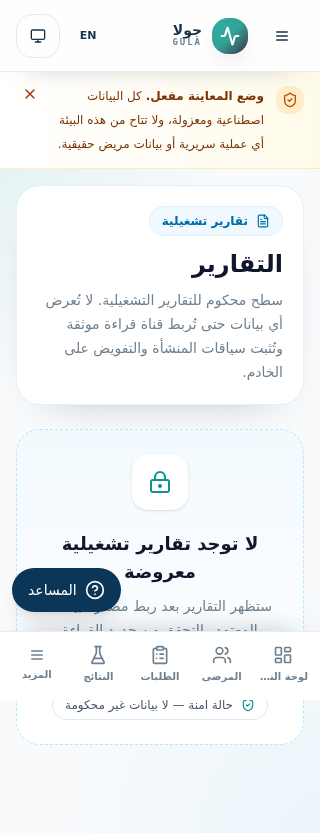 جولا
GULA
EN
وضع المعاينة مفعل. كل البيانات
اصطناعية ومعزولة، ولا تتاح من هذه البيئة
أي عملية سريرية أو بيانات مريض حقيقية.
تقارير تشغيلية
التقارير
سطح محكوم للتقارير التشغيلية. لا تُعرض
أي بيانات حتى تُربط قناة قراءة موثقة
وتُثبت سياقات المنشأة والتفويض على
الخادم.
لا توجد تقارير تشغيلية
معروضة
ستظهر التقارير بعد ربط
المساعد
حالة آمنة — لا بيانات غير محكومة
لوحة الت...
المرضى
الطلبات
النتائج
المزيد